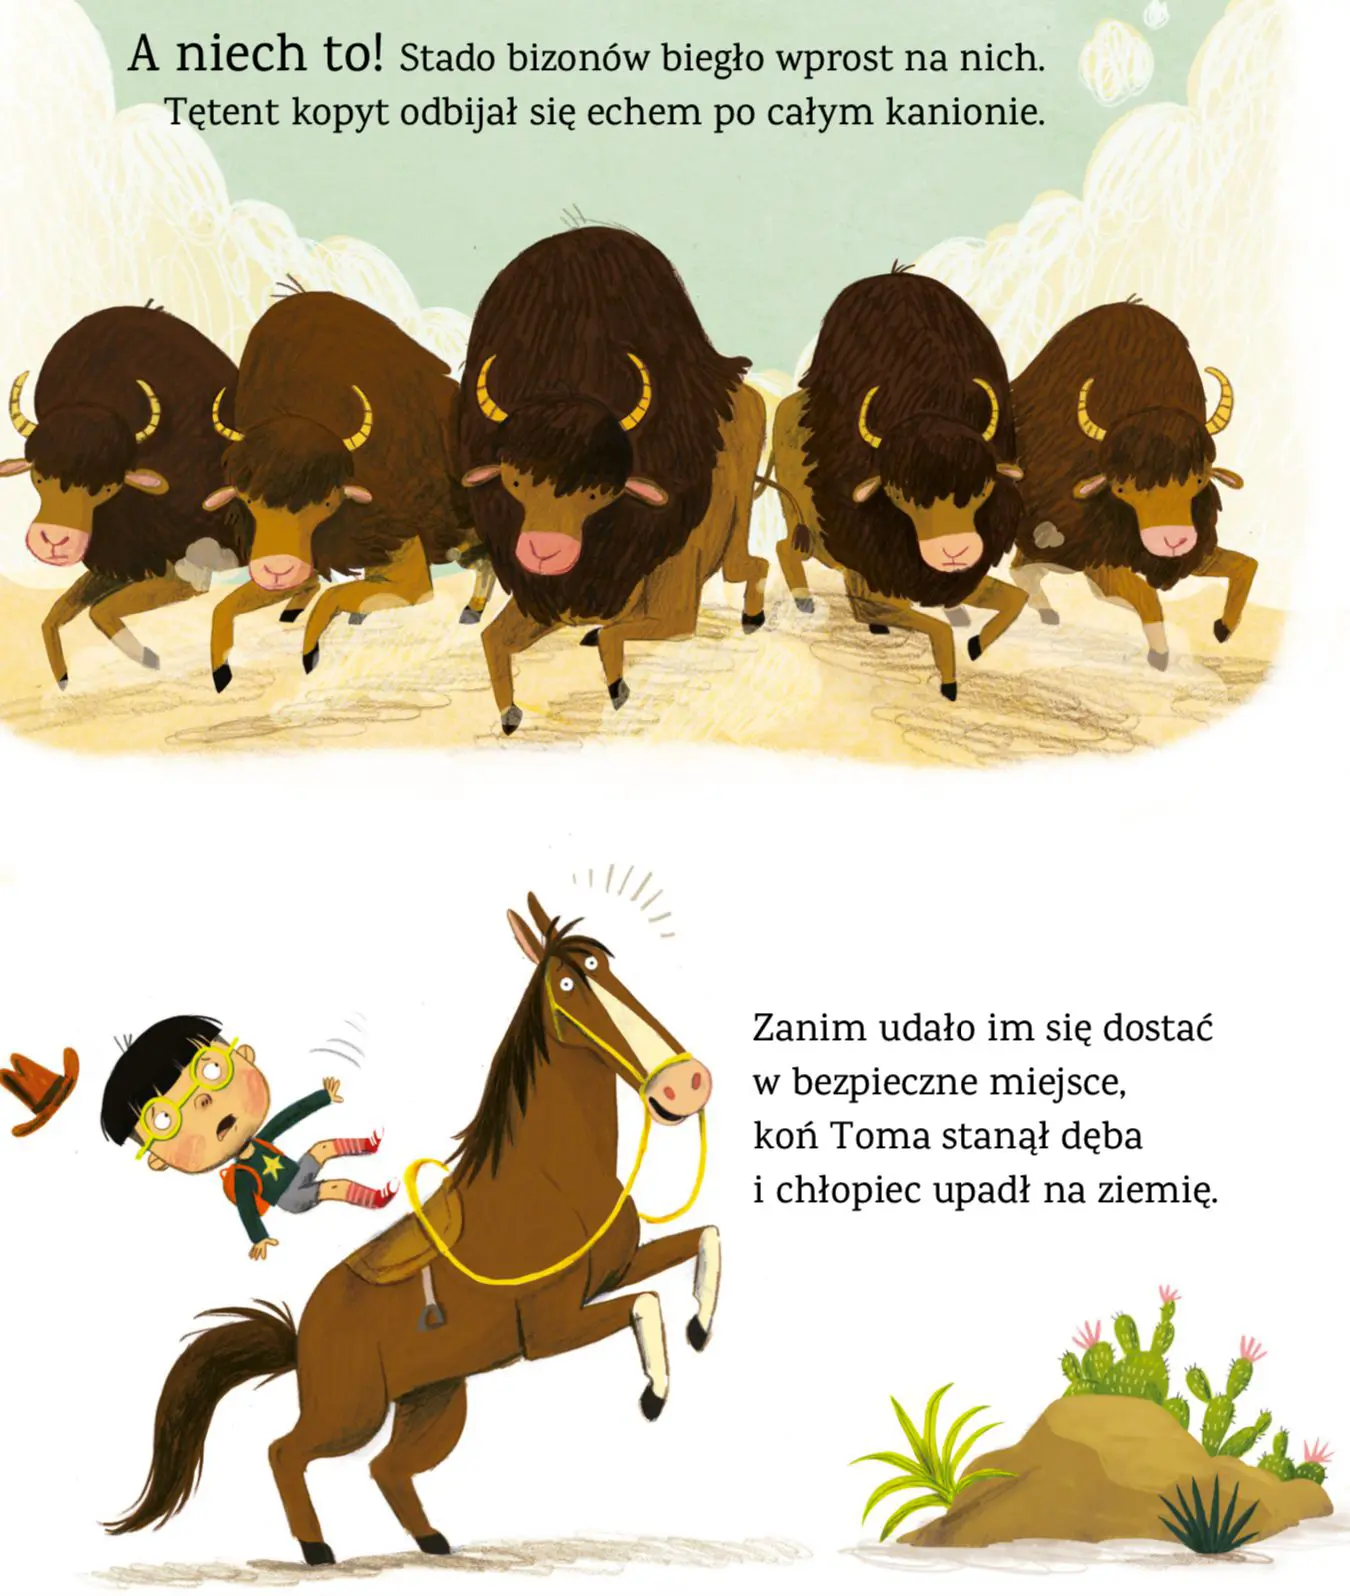 A niech to! Stado bizonów biegło wprost na nich.
Tętent kopyt odbijał się echem po całym kanionie.
Zanim udało im się dostać
w bezpieczne miejsce,
koń Toma stanął dęba
i chłopiec upadł na ziemię.